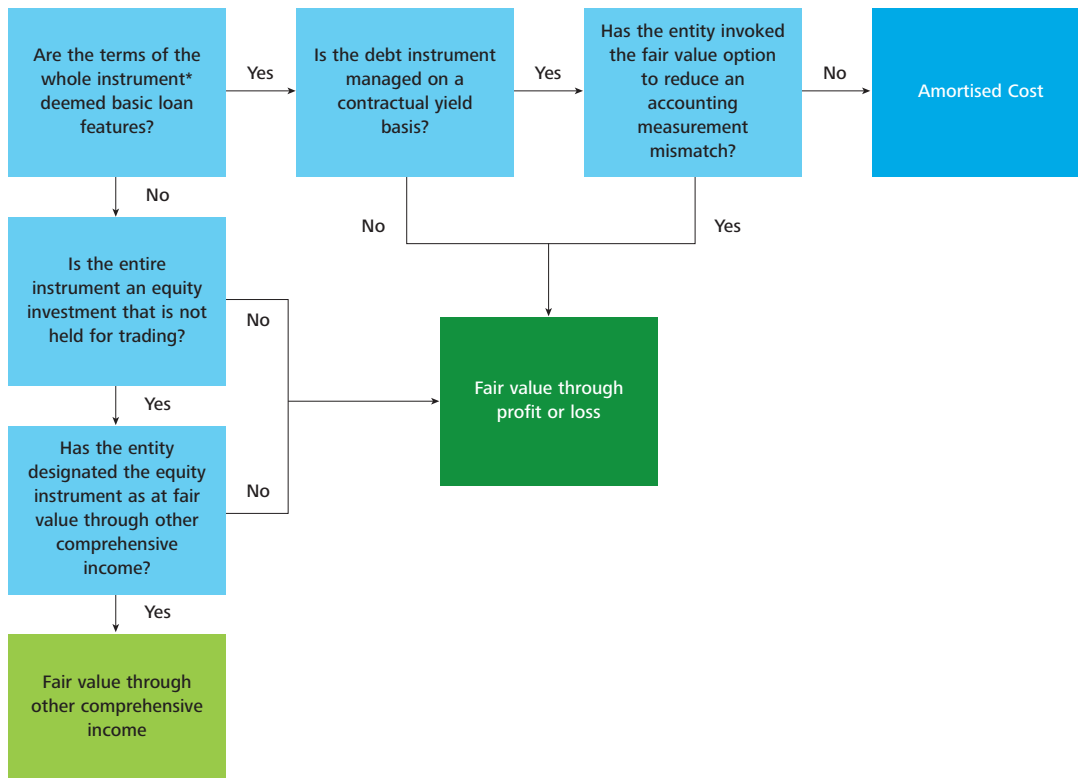 Are the terms of the
whole instrument*
deemed basic loan
features?
Yes
Is the debt instrument
managed on a
contractual yield
basis?
Yes
Has the entity invoked
the fair value option
to reduce an
accounting
measurement
mismatch?
No
Amortised Cost
No
No
Yes
Is the entire
instrument an equity
investment that is not
held for trading?
No
Fair value through
profit or loss
Yes
Has the entity
designated the equity
instrument as at fair
value through other
comprehensive
income?
No
Yes
Fair value through
other comprehensive
income